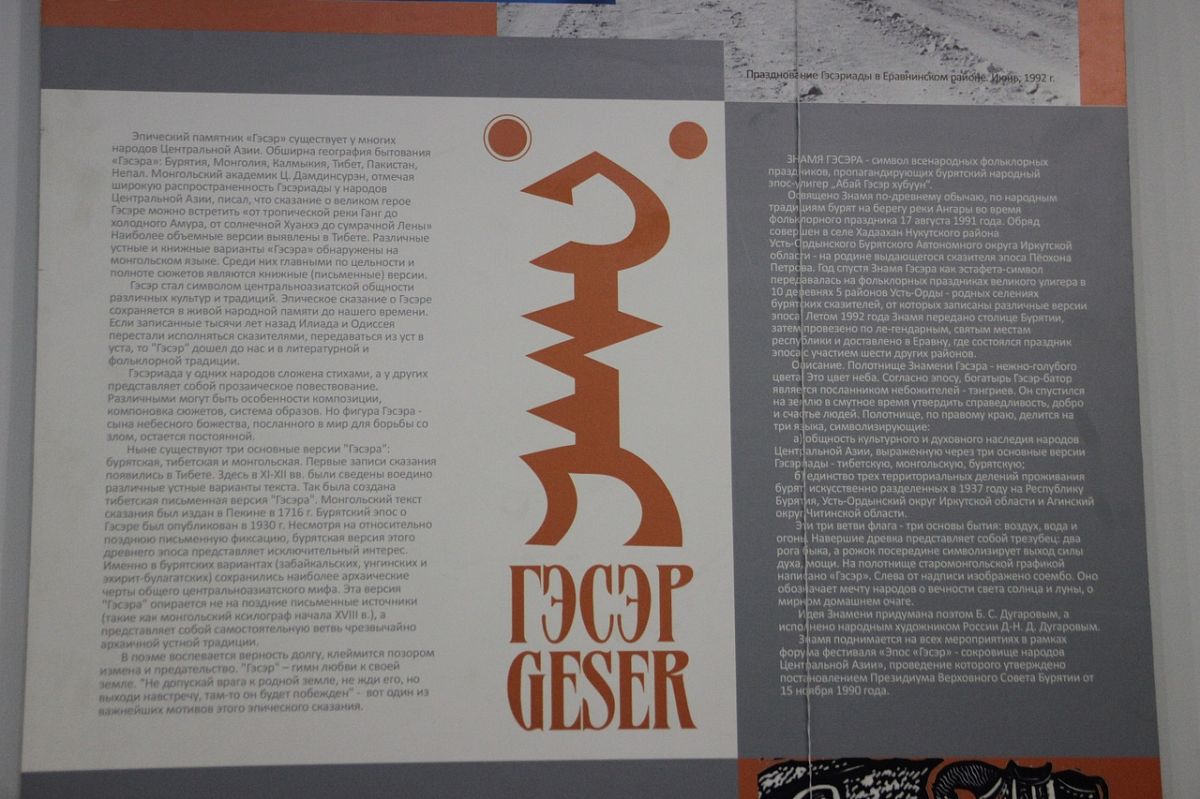 Празднование Гэсэриады в Еравнинском районе. Июнь, 1992 г.
Эпический памятник «Гэсэр» существует у многих
народов Центральной Азии. Обширна география бытования
«Гэсэра»: Бурятия, Монголия, Калмыкия, Тибет, Пакистан,
Непал. Монгольский академик Ц. Дамдинсурэн, отмечая
широкую распространенность Гэсэриады у народов
Центральной Азии, писал, что сказание о великом герое
Гэсэре можно встретить «от тропической реки Ганг до
холодного Амура, от солнечной Хуанхэ до сумрачной Лены»
Наиболее объемные версии выявлены в Тибете. Различные
устные и книжные варианты «Гэсэра» обнаружены на
монгольском языке. Среди них главными по цельности и
полноте сюжетов являются книжные (письменные) версии.
Гэсэр стал символом центральноазиатской общности
различных культур и традиций. Эпическое сказание о Гэсэре
сохраняется в живой народной памяти до нашего времени.
Если записанные тысячи лет назад Илиада и Одиссея
перестали исполняться сказителями, передаваться из уст в
уста, то "Гэсэр" дошел до нас и в литературной и
фольклорной традиции.
Гэсэриада у одних народов сложена стихами, а у других
представляет собой прозаическое повествование.
Различными могут быть особенности композиции,
компоновка сюжетов, система образов. Но фигура Гэсэра -
сына небесного божества, посланного в мир для борьбы со
злом, остается постоянной.
Ныне существуют три основные версии "Гэсэра":
бурятская, тибетская и монгольская. Первые записи сказания
появились в Тибете. Здесь в XI-XII вв. были сведены воедино
различные устные варианты текста. Так была создана
тибетская письменная версия "Гэсэра". Монгольский текст
сказания был издан в Пекине в 1716 г. Бурятский эпос о
Гэсэре был опубликован в 1930 г. Несмотря на относительно
позднюю письменную фиксацию, бурятская версия этого
древнего эпоса представляет исключительный интерес.
Именно в бурятских вариантах (забайкальских, унгинских и
эхирит-булагатских) сохранились наиболее архаические
черты общего центральноазиатского мифа. Эта версия
"Гэсэра" опирается не на поздние письменные источники
(такие как монгольский ксилограф начала XVIII в.), а
представляет собой самостоятельную ветвь чрезвычайно
архаичной устной традиции.
В поэме воспевается верность долгу, клеймится позором
измена и предательство. "Гэсэр" – гимн любви к своей
земле. "Не допускай врага к родной земле, не жди его, но
выходи навстречу, там-то он будет побежден" - вот один из
важнейших мотивов этого эпического сказания.
ГЭСЭР
GESER
ЗНАМЯ ГЭСЭРА - символ всенародных фольклорных
праздников, пропагандирующих бурятский народный
эпос-улигер „Абай Гэсэр хубуун".
Освящено Знамя по-древнему обычаю, по народным
традициям бурят на берегу реки Ангары во время
фольклорного праздника 17 августа 1991 года. Обряд
совершен в селе Хадаахан Нукутского района
Усть-Ордынского Бурятского Автономного округа Иркутской
области - на родине выдающегося сказителя эпоса Пёохона
Петрова. Год спустя Знамя Гэсэра как эстафета-символ
передавалась на фольклорных праздниках великого улигера в
10 деревнях 5 районов Усть-Орды - родных селениях
бурятских сказителей, от которых записаны различные версии
эпоса. Летом 1992 года Знамя передано столице Бурятии,
затем провезено по ле-гендарным, святым местам
республики и доставлено в Еравну, где состоялся праздник
эпоса с участием шести других районов.
Описание. Полотнище Знамени Гэсэра - нежно-голубого
цвета. Это цвет неба. Согласно эпосу, богатырь Гэсэр-батор
является посланником небожителей - тэнгриев. Он спустился
на землю в смутное время утвердить справедливость, добро
и счастье людей. Полотнище, по правому краю, делится на
три языка, символизирующие:
а) общность культурного и духовного наследия народов
Центральной Азии, выраженную через три основные версии
Гэсэриады - тибетскую, монгольскую, бурятскую;
б) единство трех территориальных делений проживания
бурят искусственно разделенных в 1937 году на Республику
Бурятия, Усть-Ордынский округ Иркутской области и Агинский
округ Читинской области.
Эти три ветви флага - три основы бытия: воздух, вода и
огонь. Навершие древка представляет собой трезубец: два
рога быка, а рожок посередине символизирует выход силы
духа, мощи. На полотнище старомонгольской графикой
написано «Гэсэр». Слева от надписи изображено соембо. Оно
обозначает мечту народов о вечности света солнца и луны, о
мирном домашнем очаге.
Идея Знамени придумана поэтом Б. С. Дугаровым, а
исполнено народным художником России Д-Н. Д. Дугаровым.
Знамя поднимается на всех мероприятиях в рамках
форума фестиваля «Эпос «Гэсэр» - сокровище народов
Центральной Азии», проведение которого утверждено
постановлением Президиума Верховного Совета Бурятии от
15 ноября 1990 года.